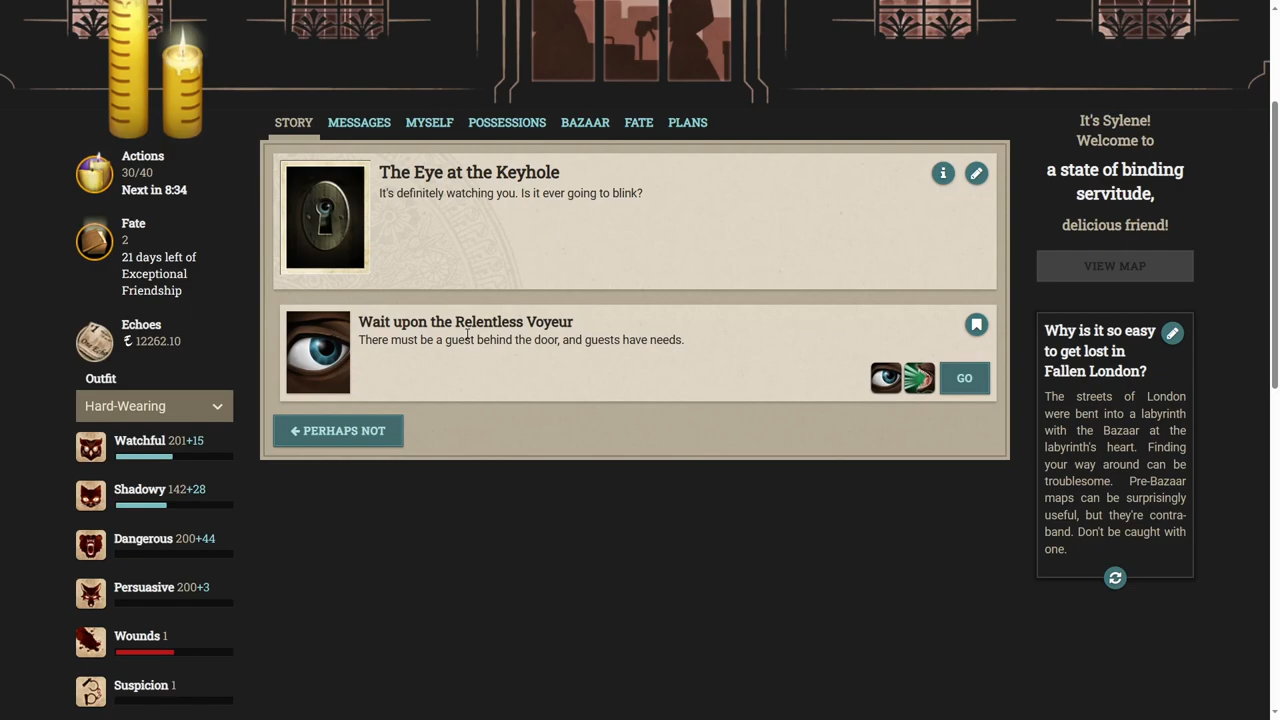 STORY
MESSAGES
MYSELF
POSSESSIONS
BAZAAR
FATE
PLANS
Actions
30/40
Next in 8:34
Fate
2
21 days left of
Exceptional
Friendship
Echoes
12262.10
Outfit
Hard-Wearing
Watchful 201+15
Shadowy 142+28
Dangerous 200+44
Persuasive 200+3
Wounds 1
Suspicion 1
The Eye at the Keyhole
It's definitely watching you. Is it ever going to blink?
Wait upon the Relentless Voyeur
There must be a guest behind the door, and guests have needs.
GO
PERHAPS NOT
It's Sylene!
Welcome to
a state of binding
servitude,
delicious friend!
VIEW MAP
Why is it so easy
to get lost in
Fallen London?
The streets of London
were bent into a labyrinth
with the Bazaar at the
labyrinth's heart. Finding
your way around can be
troublesome. Pre-Bazaar
maps can be surprisingly
useful, but they're contra-
band. Don't be caught with
one.